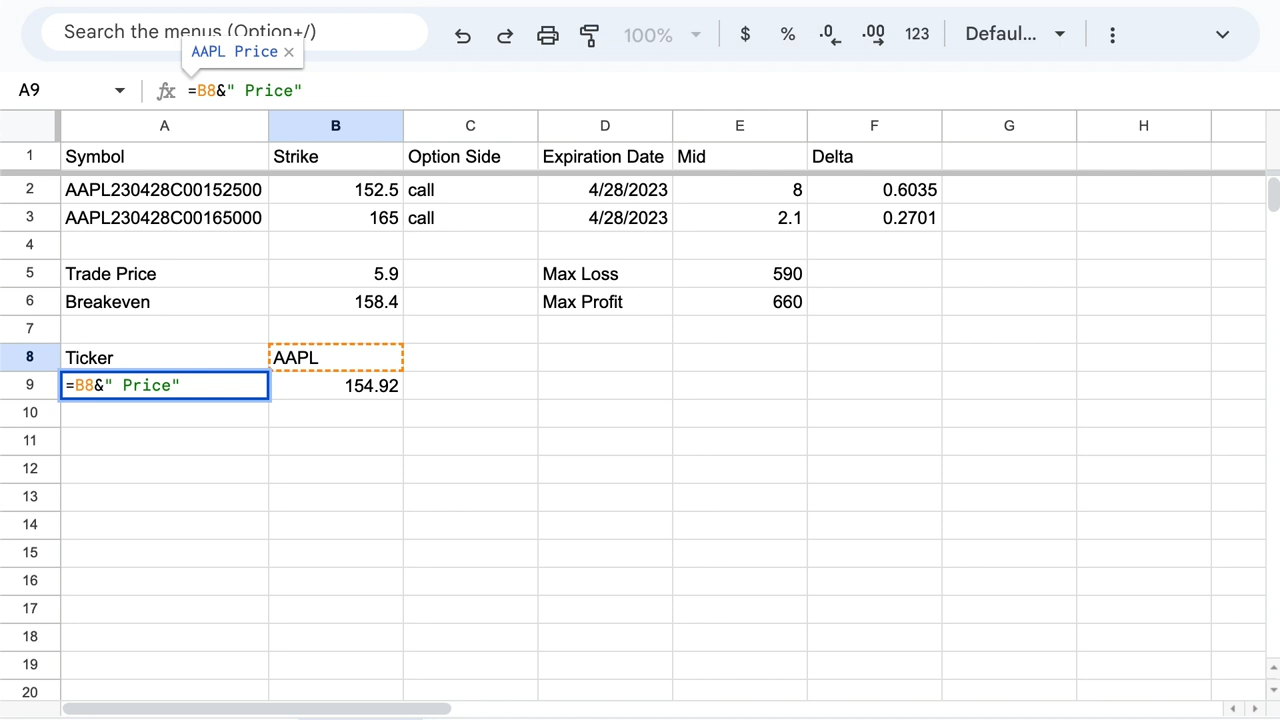 Search the menus (Option+/)
100%
$ % .0 .00 123 Defaul...
AAPL Price ×
A9 fx =B8&" Price"
A B C D E F G H
1 Symbol Strike Option Side Expiration Date Mid Delta
2 AAPL230428C00152500 152.5 call 4/28/2023 8 0.6035
3 AAPL230428C00165000 165 call 4/28/2023 2.1 0.2701
4
5 Trade Price 5.9 Max Loss 590
6 Breakeven 158.4 Max Profit 660
7
8 Ticker AAPL
9 =B8&" Price" 154.92
10
11
12
13
14
15
16
17
18
19
20